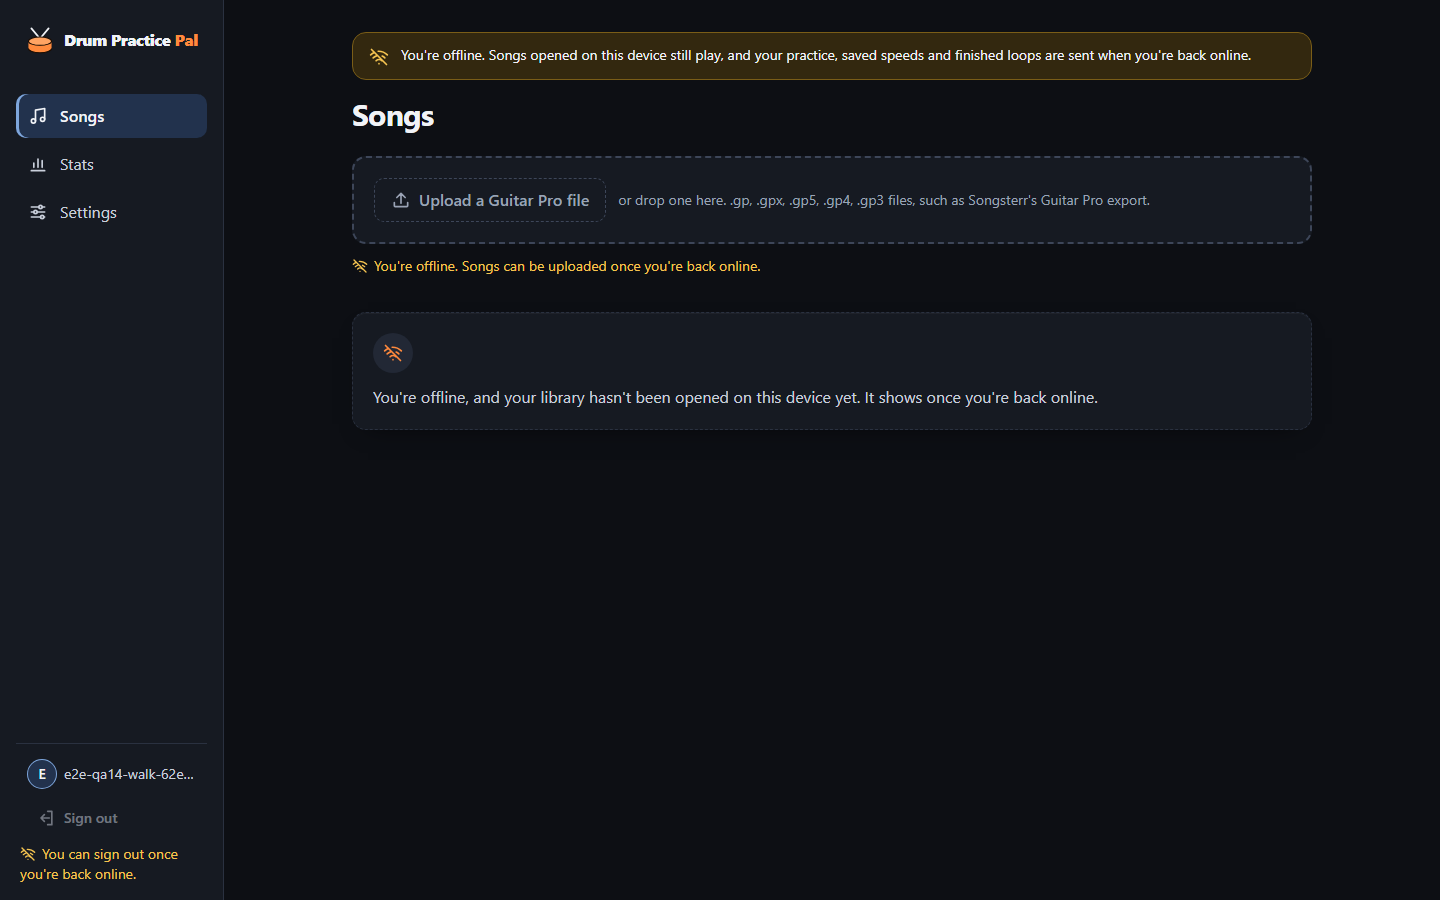 Drum Practice Pal
Songs
Stats
Settings
E
e2e-qa14-walk-62e...
Sign out
You can sign out once
you're back online.
You're offline. Songs opened on this device still play, and your practice, saved speeds and finished loops are sent when you're back online.
Songs
Upload a Guitar Pro file
or drop one here. .gp, .gpx, .gp5, .gp4, .gp3 files, such as Songsterr's Guitar Pro export.
You're offline. Songs can be uploaded once you're back online.
You're offline, and your library hasn't been opened on this device yet. It shows once you're back online.